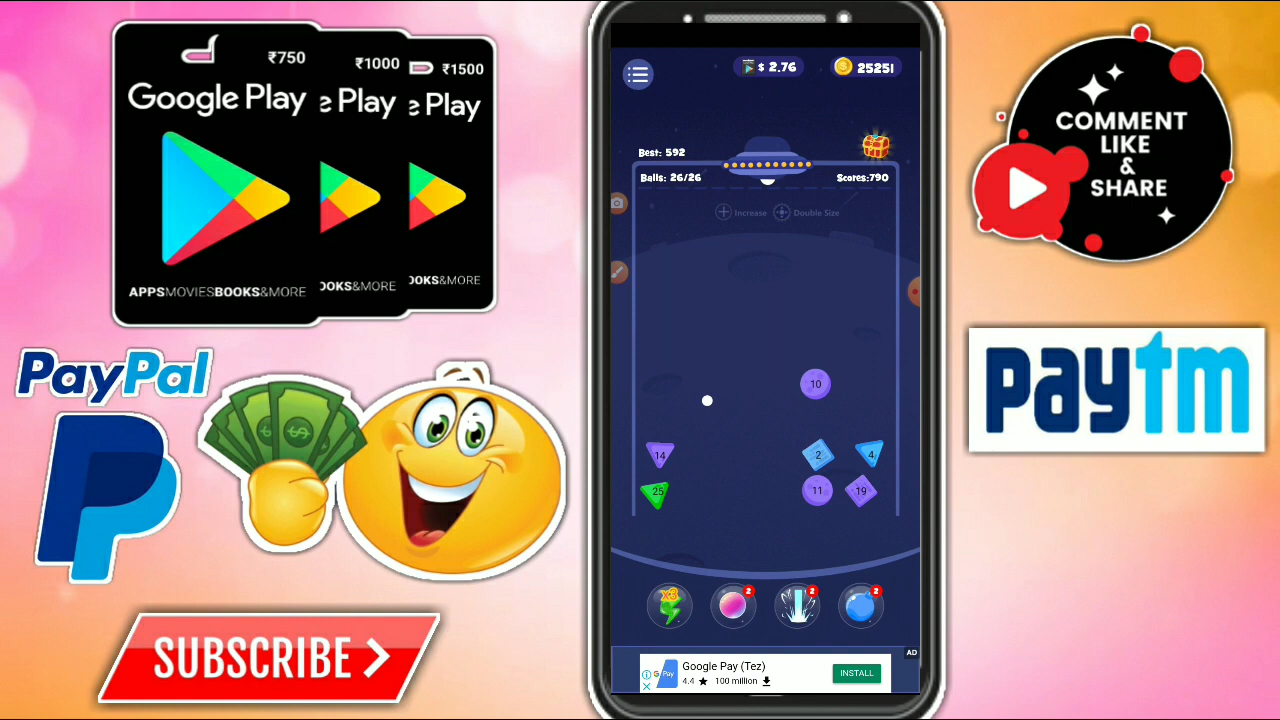 ₹750
Google Play
APPSMOVIESBOOKS&MORE
₹1000
e Play
OOKS&MORE
₹1500
e Play
OOKS&MORE
PayPal
SUBSCRIBE
$ 2.76
25251
Best: 592
Balls: 26/26
Scores:790
Increase
Double Size
10
14
2
4
25
11
19
x3
2
2
2
AD
G Pay
Google Pay (Tez)
4.4 ★ 100 million
INSTALL
COMMENT
LIKE
&
SHARE
paytm